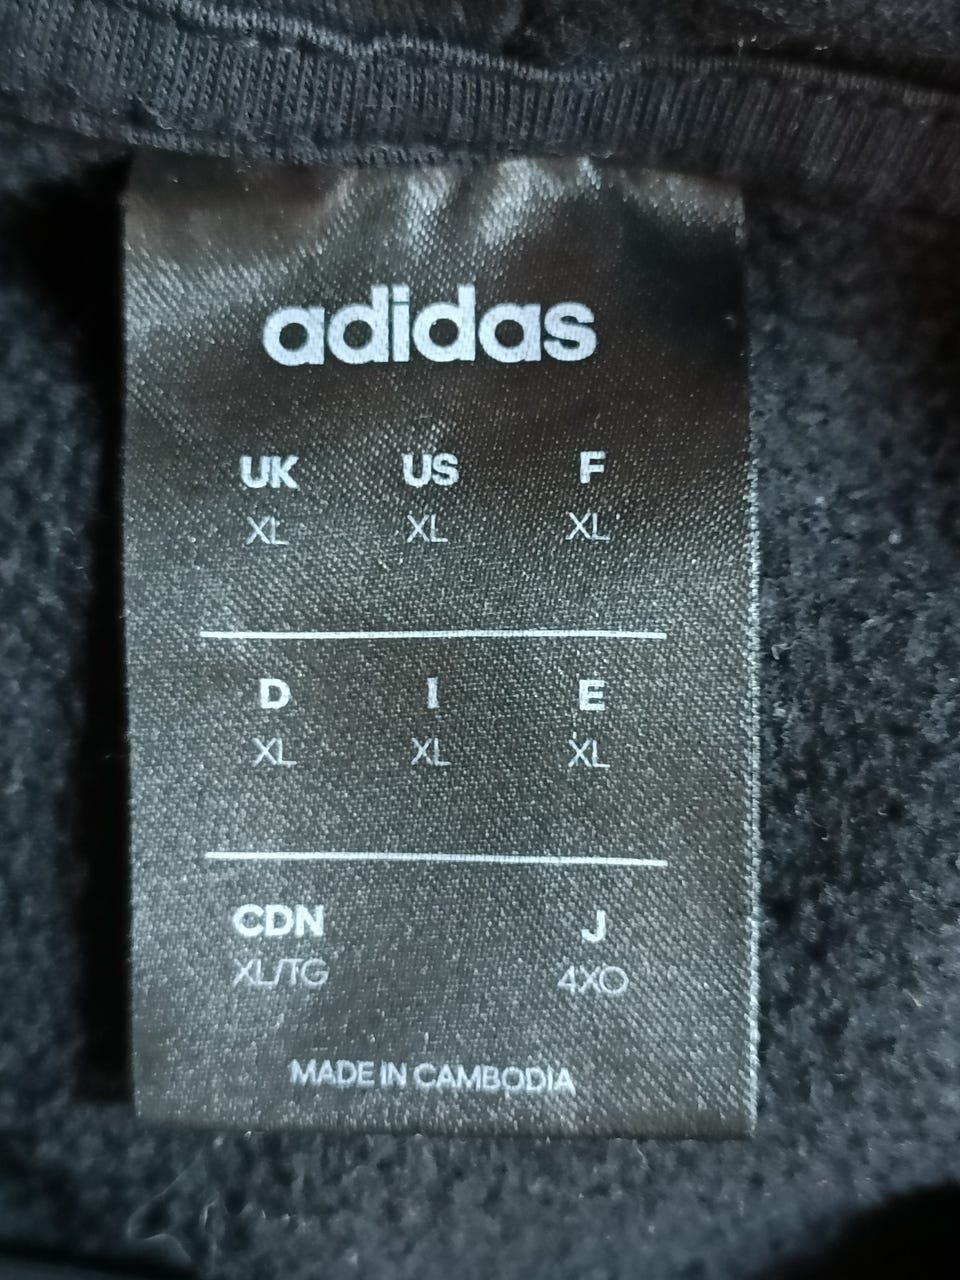 adidas
UK US F
XL XL XL
D I E
XL XL XL
CDN J
XL/TG 4XO
MADE IN CAMBODIA